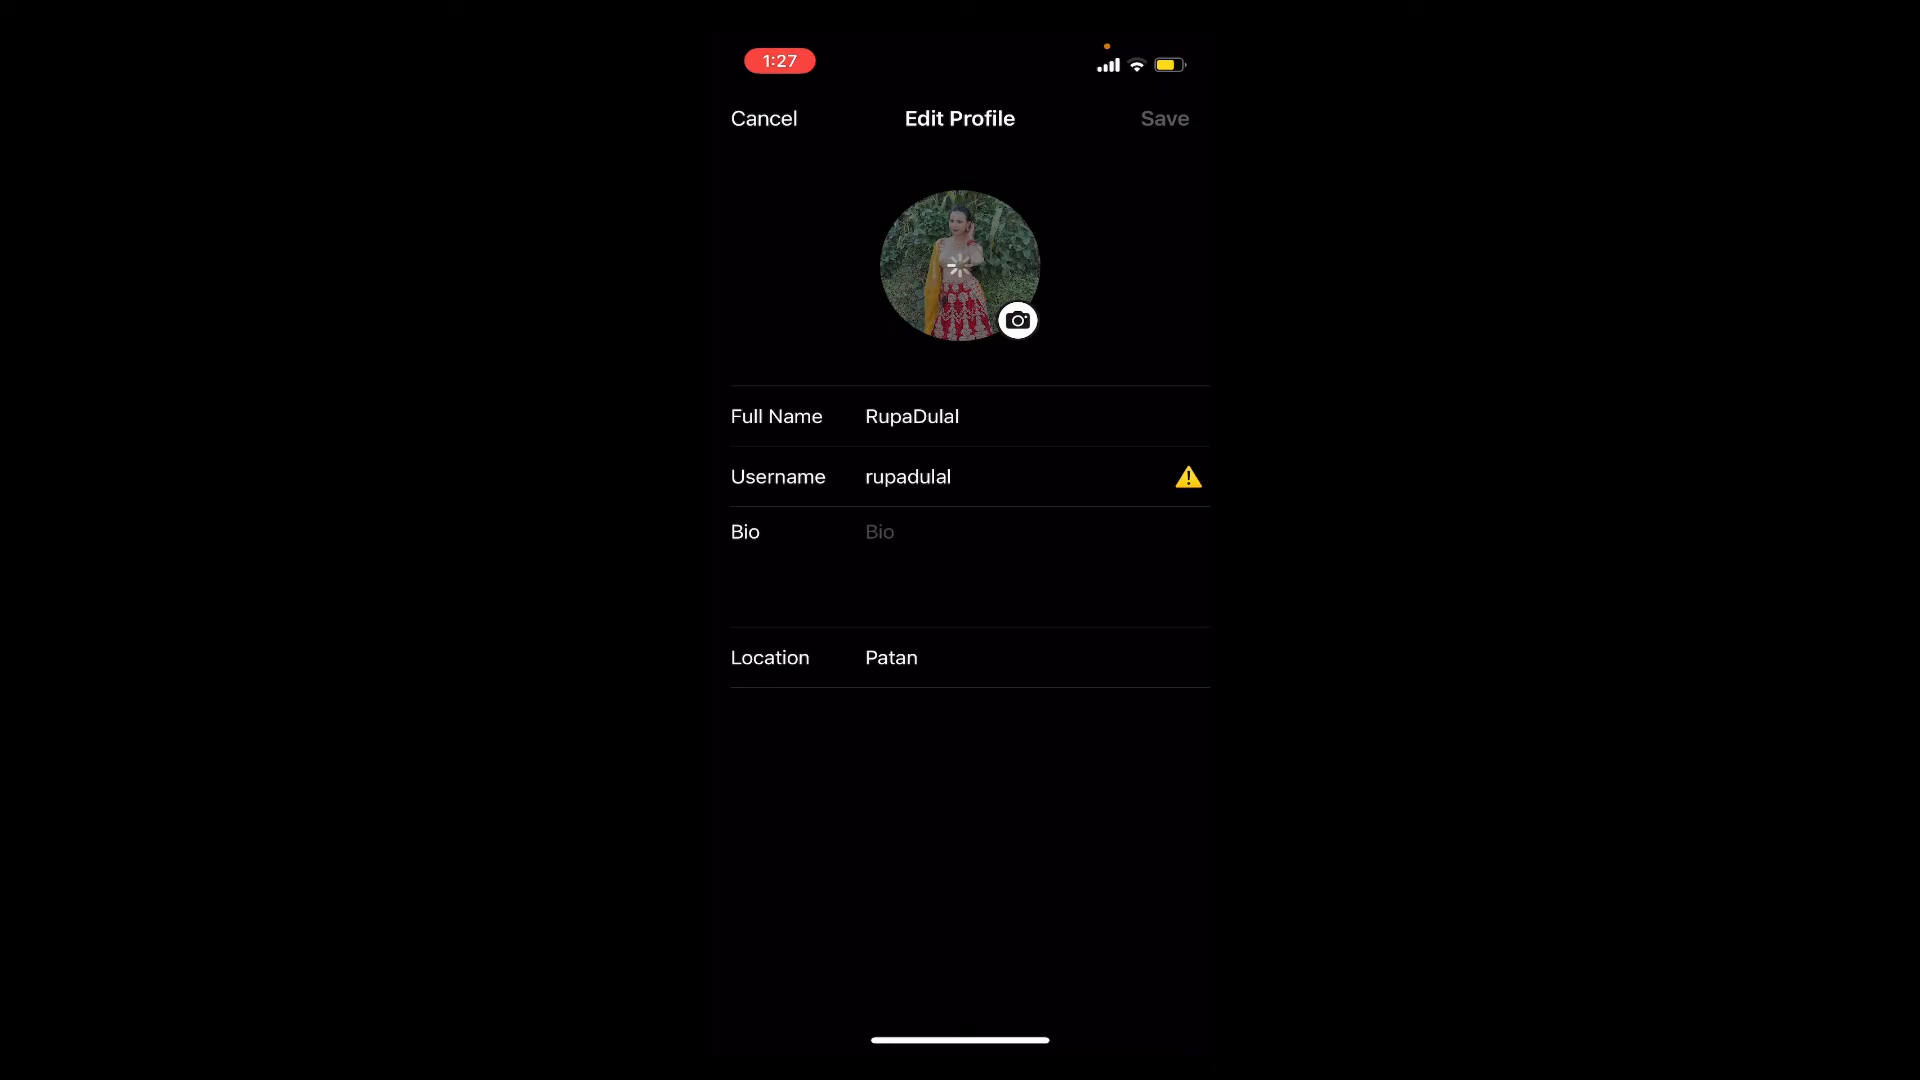 1:27
Cancel
Edit Profile
Save
Full Name RupaDulal
Username rupadulal
Bio Bio
Location Patan